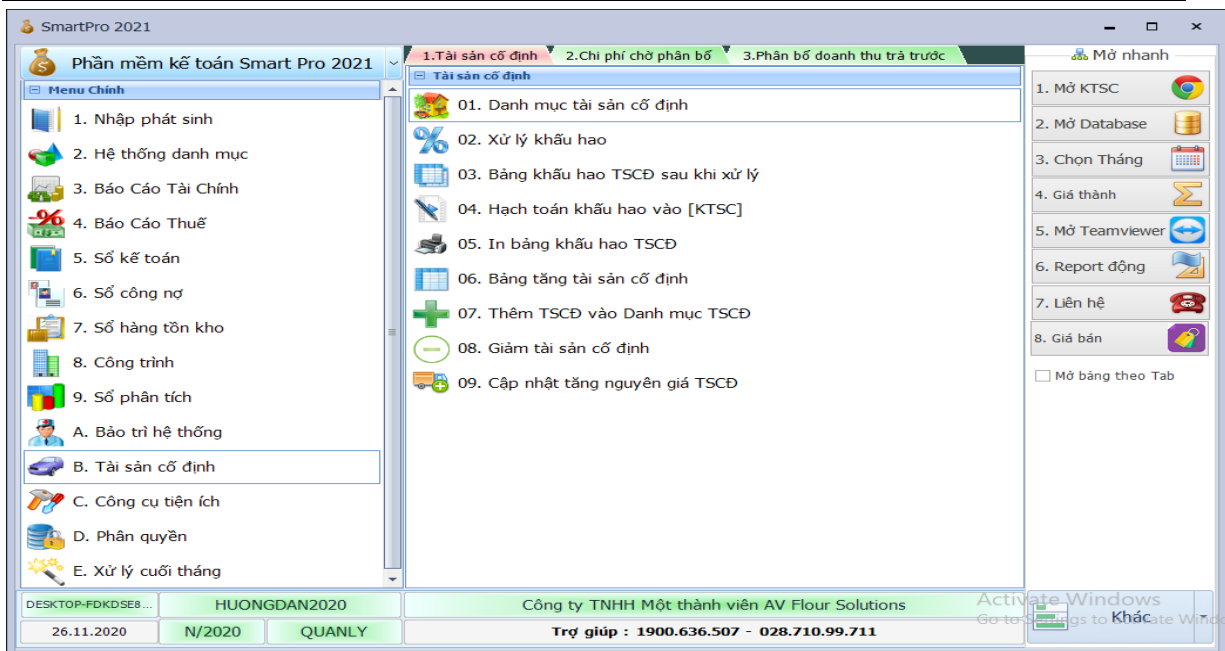 SmartPro 2021
Phần mềm kế toán Smart Pro 2021
Menu Chính
1. Nhập phát sinh
2. Hệ thống danh mục
3. Báo Cáo Tài Chính
4. Báo Cáo Thuế
5. Sổ kế toán
6. Sổ công nợ
7. Sổ hàng tồn kho
8. Công trình
9. Sổ phân tích
A. Bảo trì hệ thống
B. Tài sản cố định
C. Công cụ tiện ích
D. Phân quyền
E. Xử lý cuối tháng
1.Tài sản cố định 2.Chi phí chờ phân bổ 3.Phân bổ doanh thu trả trước
Tài sản cố định
01. Danh mục tài sản cố định
02. Xử lý khấu hao
03. Bảng khấu hao TSCĐ sau khi xử lý
04. Hạch toán khấu hao vào [KTSC]
05. In bảng khấu hao TSCĐ
06. Bảng tăng tài sản cố định
07. Thêm TSCĐ vào Danh mục TSCĐ
08. Giảm tài sản cố định
09. Cập nhật tăng nguyên giá TSCĐ
Mở nhanh
1. Mở KTSC
2. Mở Database
3. Chọn Tháng
4. Giá thành
5. Mở Teamviewer
6. Report động
7. Liên hệ
8. Giá bán
Mở bảng theo Tab
DESKTOP-FDKDSE8... HUONGDAN2020 Công ty TNHH Một thành viên AV Flour Solutions
26.11.2020 N/2020 QUANLY Trợ giúp : 1900.636.507 - 028.710.99.711
Khác
Activate Windows